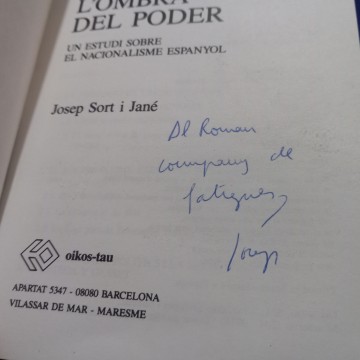 L'OMBRA
DEL PODER
UN ESTUDI SOBRE
EL NACIONALISME ESPANYOL
Josep Sort i Jané
Al Roman
company de
fatigues,
Josep
oikos-tau
APARTAT 5347 - 08080 BARCELONA
VILASSAR DE MAR - MARESME